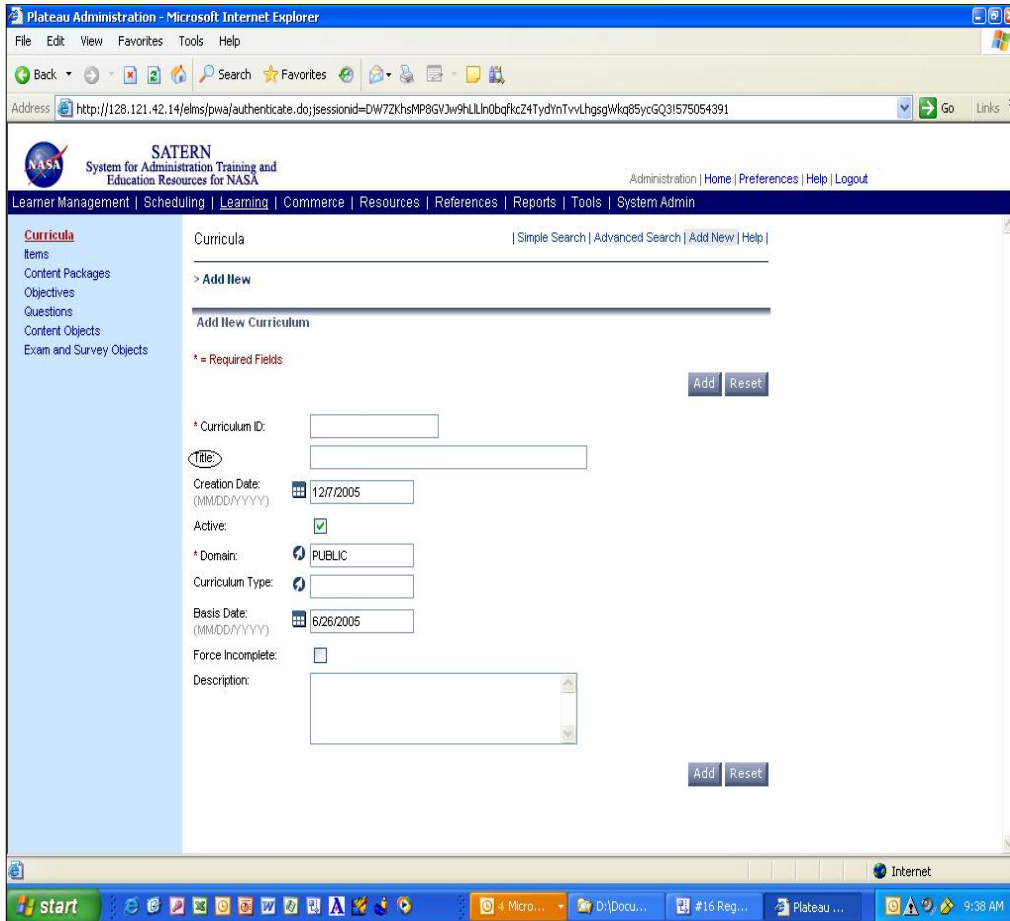 Plateau Administration - Microsoft Internet Explorer
File Edit View Favorites Tools Help
Back Search Favorites
Address http://128.121.42.14/elms/pwa/authenticate.do;jsessionid=DW7ZKhsMP8GVJw9hLlLln0bqfkcZ4TydYnTvvLhgsgWkq85ycGQ3!575054391 Go Links
NASA
SATERN
System for Administration Training and
Education Resources for NASA
Administration | Home | Preferences | Help | Logout
Learner Management | Scheduling | Learning | Commerce | Resources | References | Reports | Tools | System Admin
Curricula
Items
Content Packages
Objectives
Questions
Content Objects
Exam and Survey Objects
Curricula | Simple Search | Advanced Search | Add New | Help |
> Add New
Add New Curriculum
* = Required Fields
Add Reset
* Curriculum ID:
Title:
Creation Date:
(MM/DD/YYYY)
12/7/2005
Active:
* Domain: PUBLIC
Curriculum Type:
Basis Date:
(MM/DD/YYYY)
6/26/2005
Force Incomplete:
Description:
Add Reset
Internet
start 4 Micro... D:\Docu... #16 Reg... Plateau ... 9:38 AM